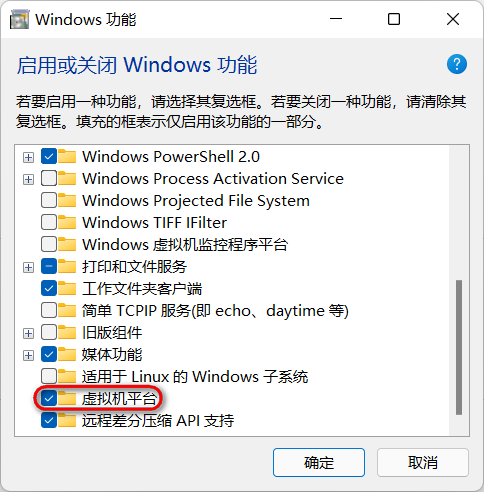 Windows 功能
启用或关闭 Windows 功能
若要启用一种功能，请选择其复选框。若要关闭一种功能，请清除其
复选框。填充的框表示仅启用该功能的一部分。
Windows PowerShell 2.0
Windows Process Activation Service
Windows Projected File System
Windows TIFF IFilter
Windows 虚拟机监控程序平台
打印和文件服务
工作文件夹客户端
简单 TCPIP 服务(即 echo、daytime 等)
旧版组件
媒体功能
适用于 Linux 的 Windows 子系统
虚拟机平台
远程差分压缩 API 支持
确定
取消